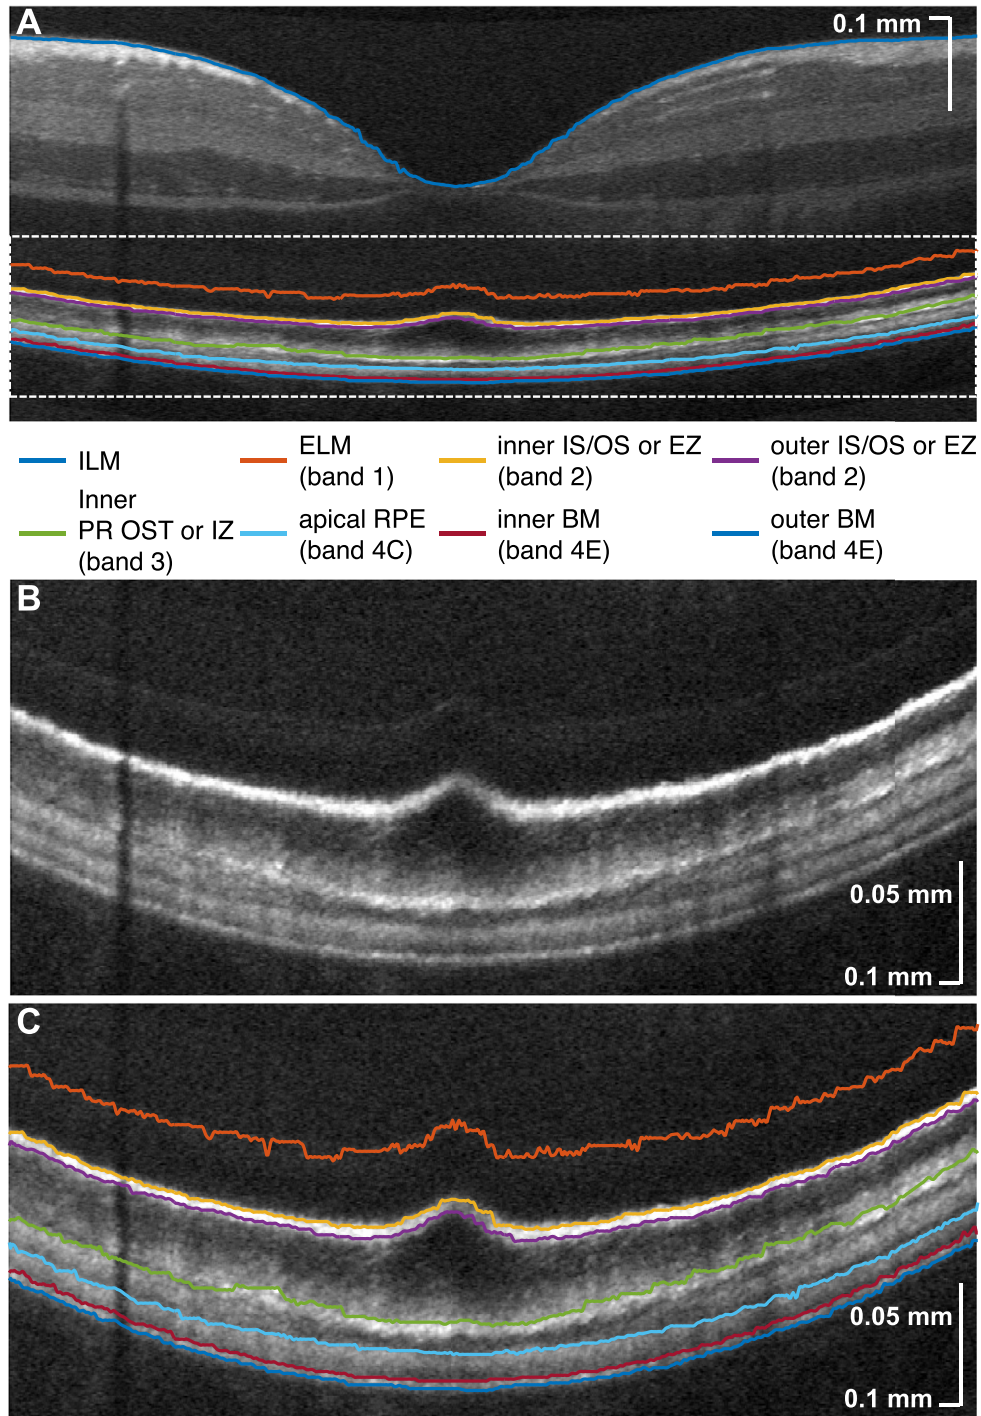 A
0.1 mm
ILM
ELM
(band 1)
inner IS/OS or EZ
(band 2)
outer IS/OS or EZ
(band 2)
Inner
PR OST or IZ
(band 3)
apical RPE
(band 4C)
inner BM
(band 4E)
outer BM
(band 4E)
B
0.05 mm
0.1 mm
C
0.05 mm
0.1 mm